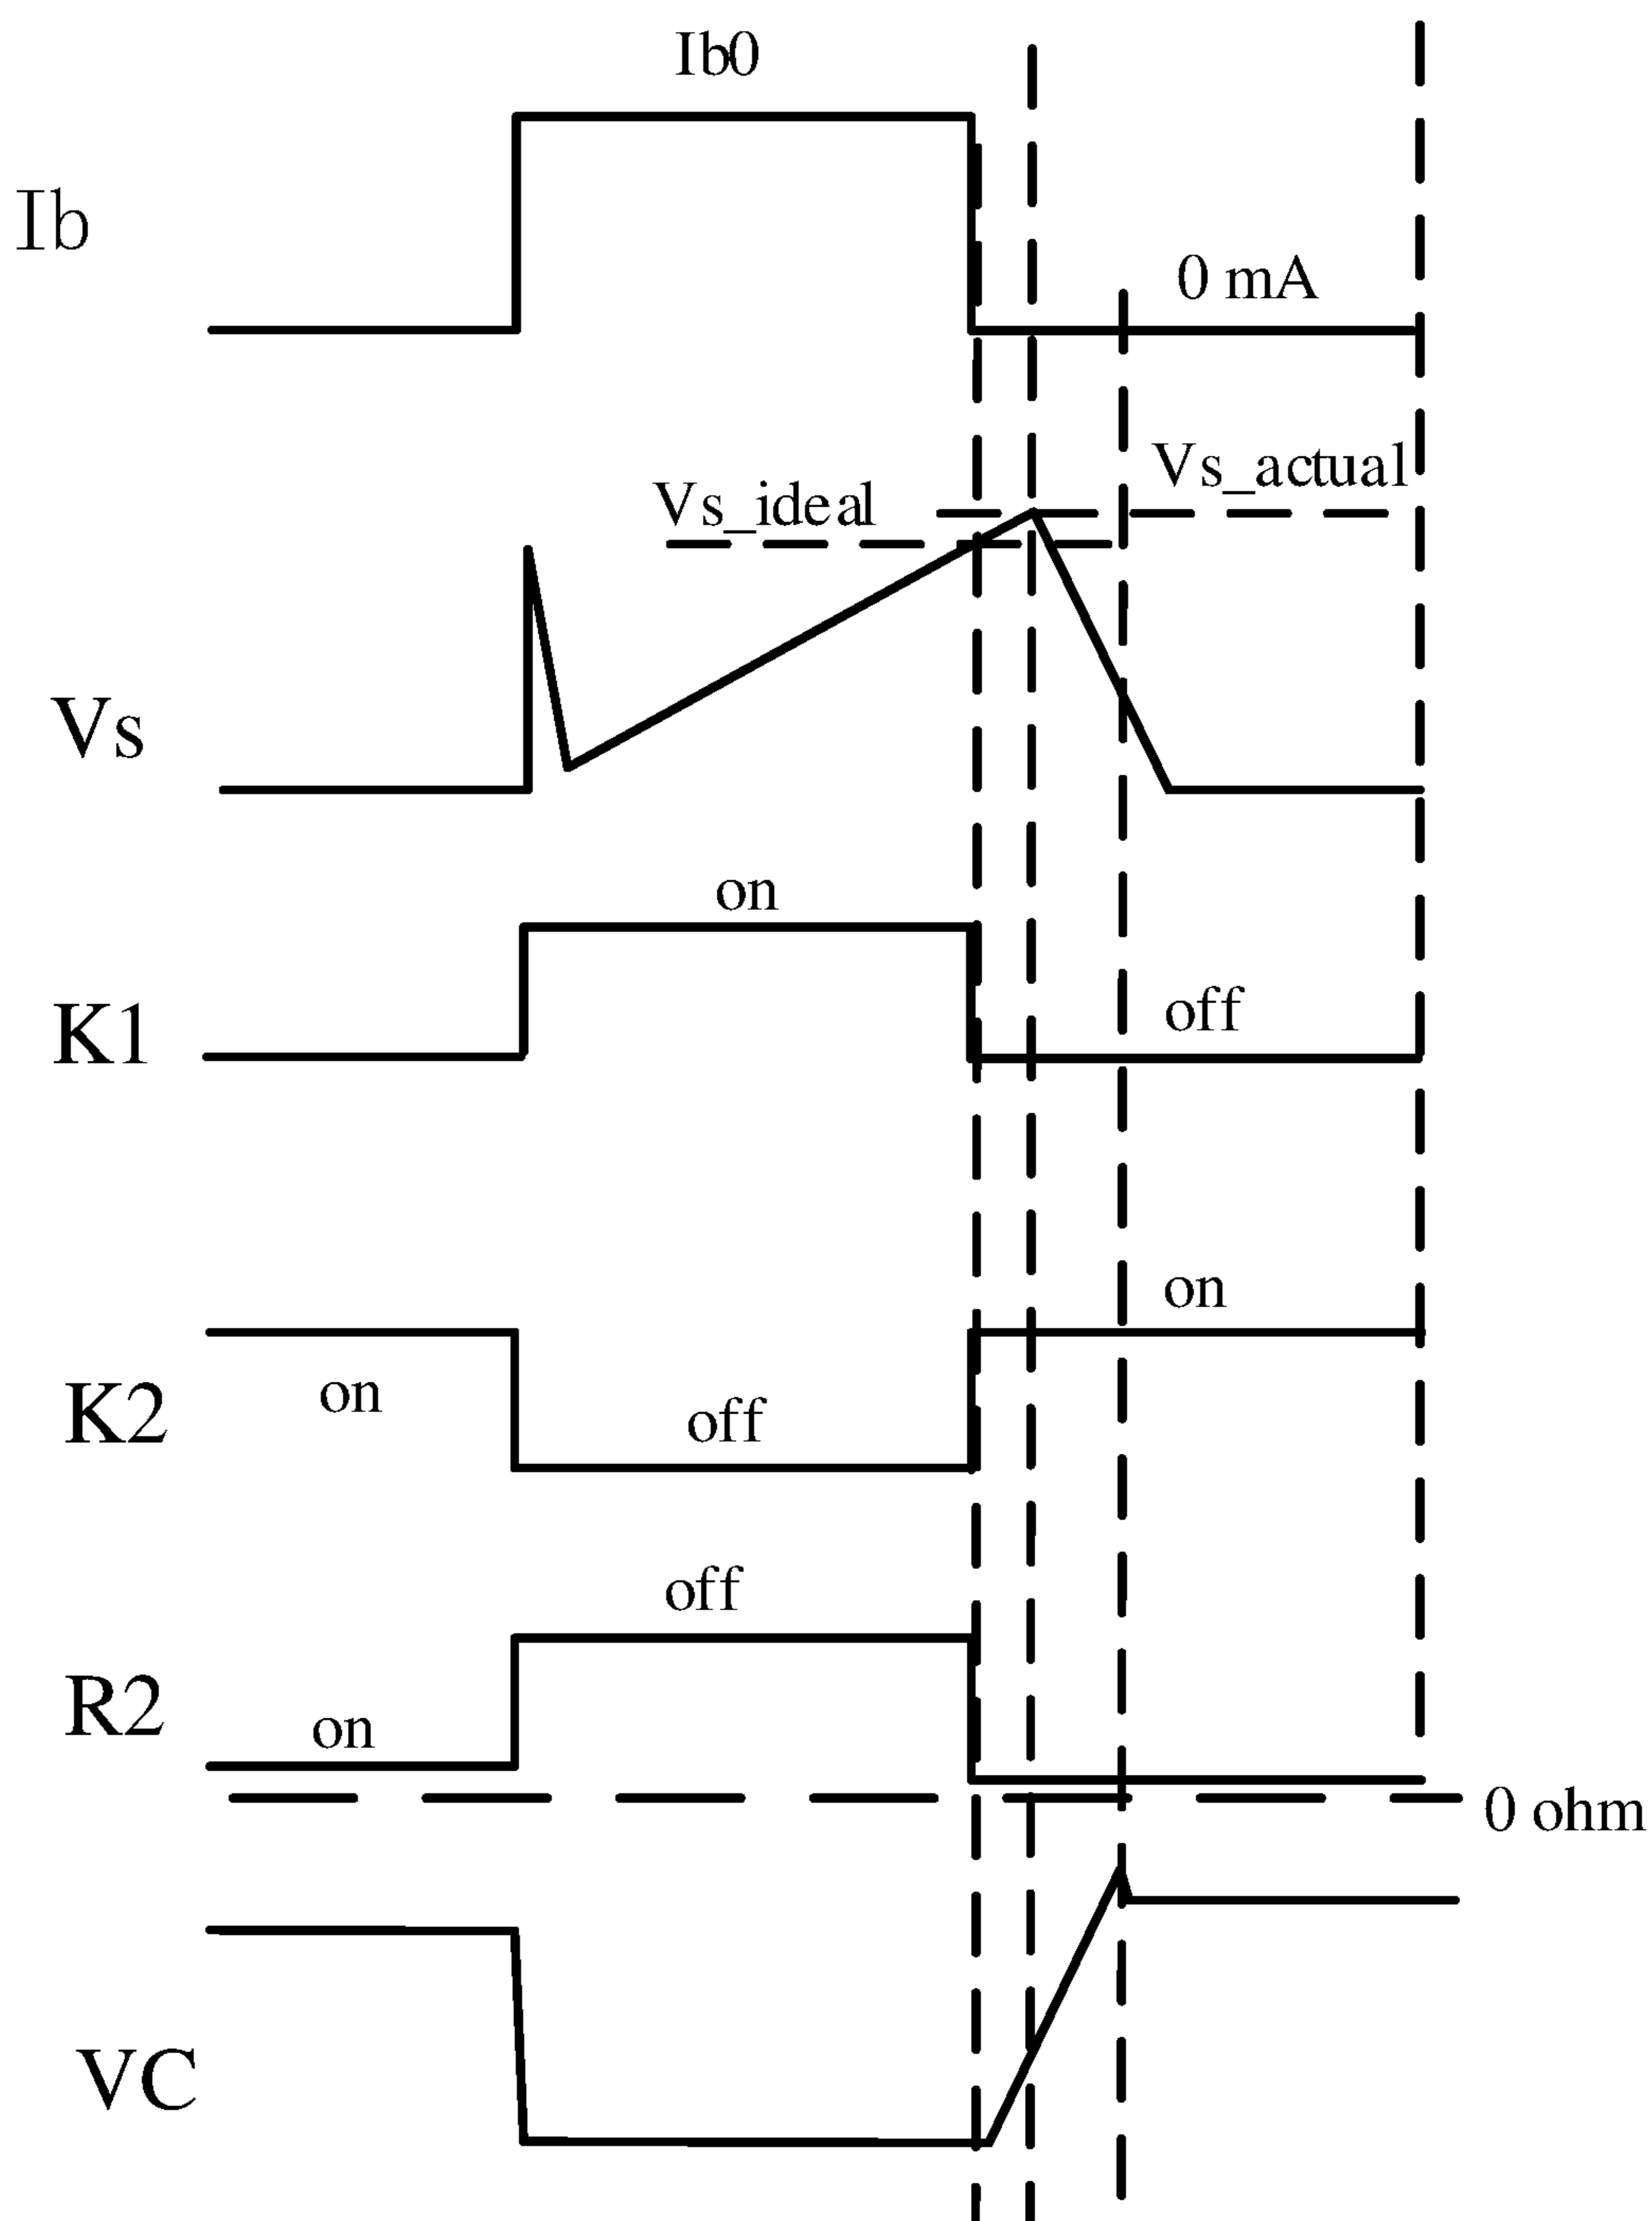 Ib0
Ib
0 mA
Vs_actual
Vs_ideal
Vs
on
K1
off
on
K2
on
off
off
R2
on
0 ohm
VC